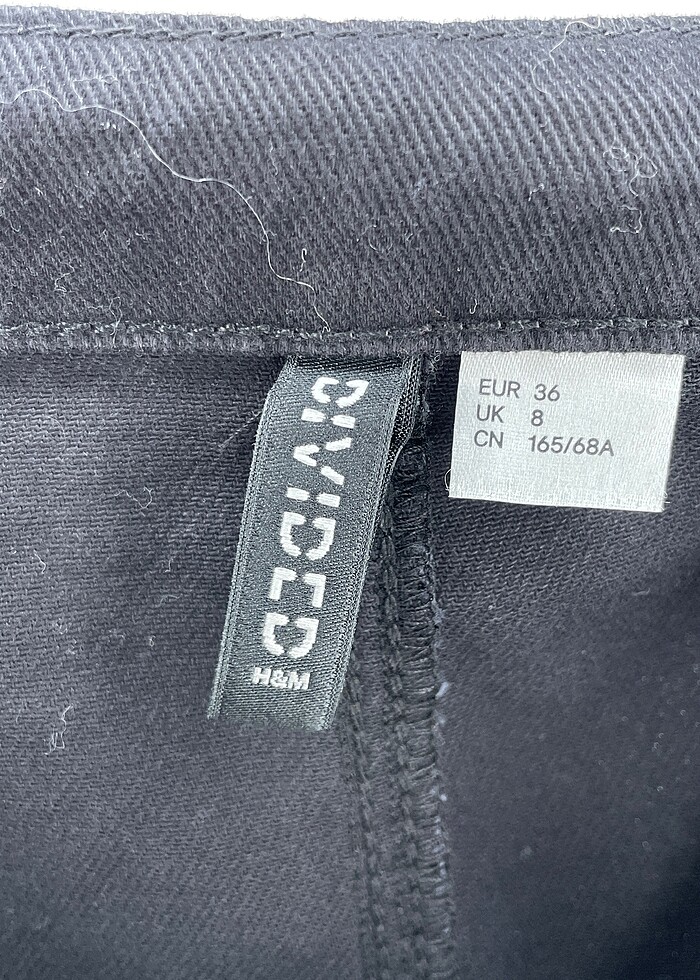 DIVIDED
H&M
EUR 36
UK 8
CN 165/68A